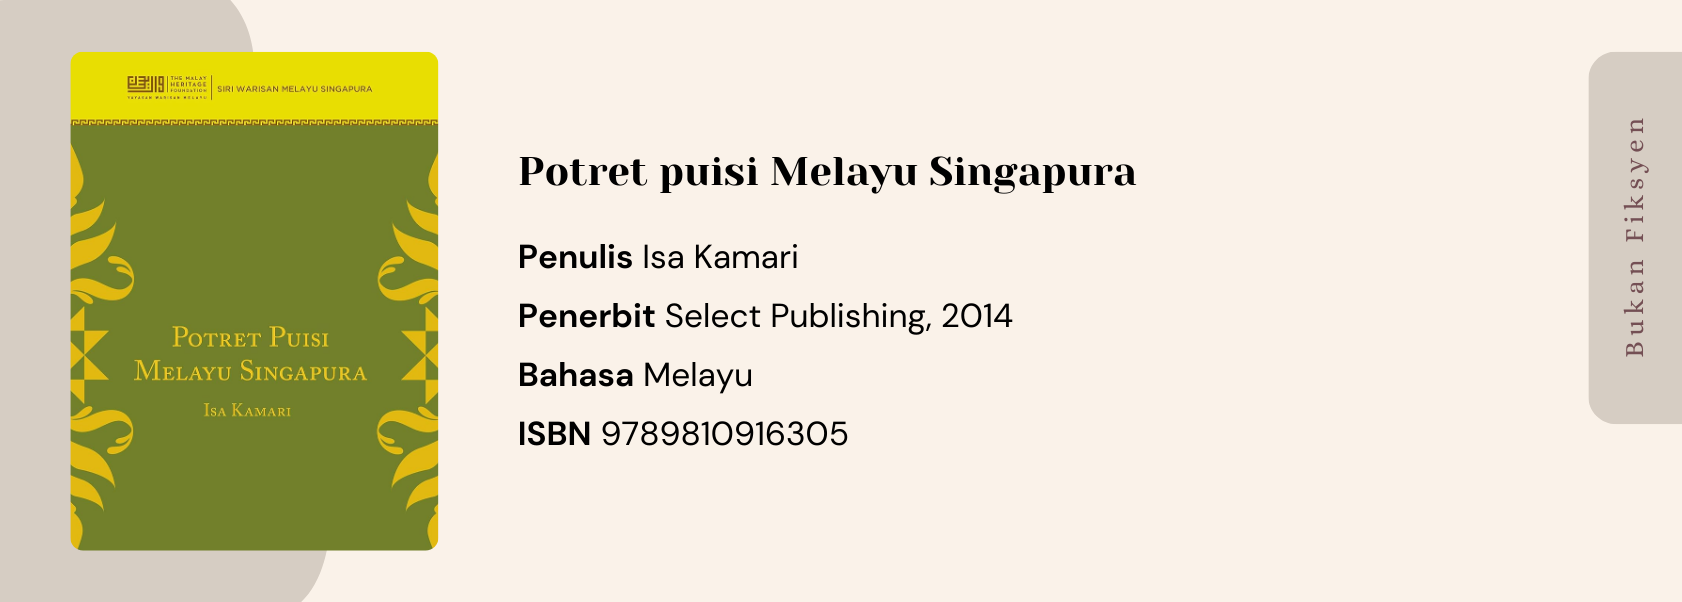 THE MALAY
HERITAGE
FOUNDATION
YAYASAN WARISAN MELAYU
SIRI WARISAN MELAYU SINGAPURA
Potret Puisi
Melayu Singapura
Isa Kamari
Potret puisi Melayu Singapura
Penulis Isa Kamari
Penerbit Select Publishing, 2014
Bahasa Melayu
ISBN 9789810916305
Bukan Fiksyen